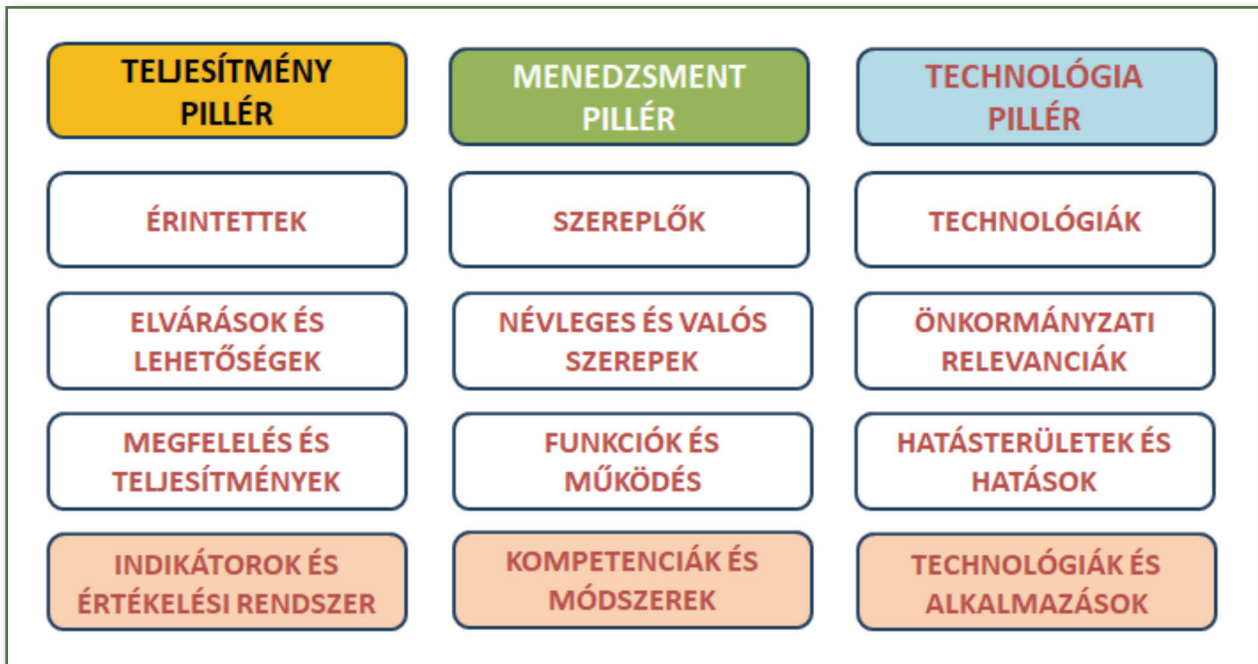 TELJESÍTMÉNY
PILLÉR
MENEDZSMENT
PILLÉR
TECHNOLÓGIA
PILLÉR
ÉRINTETTEK
SZEREPLŐK
TECHNOLÓGIÁK
ELVÁRÁSOK ÉS
LEHETŐSÉGEK
NÉVLEGES ÉS VALÓS
SZEREPEK
ÖNKORMÁNYZATI
RELEVANCIÁK
MEGFELELÉS ÉS
TELJESÍTMÉNYEK
FUNKCIÓK ÉS
MŰKÖDÉS
HATÁSTERÜLETEK ÉS
HATÁSOK
INDIKÁTOROK ÉS
ÉRTÉKELÉSI RENDSZER
KOMPETENCIÁK ÉS
MÓDSZEREK
TECHNOLÓGIÁK ÉS
ALKALMAZÁSOK